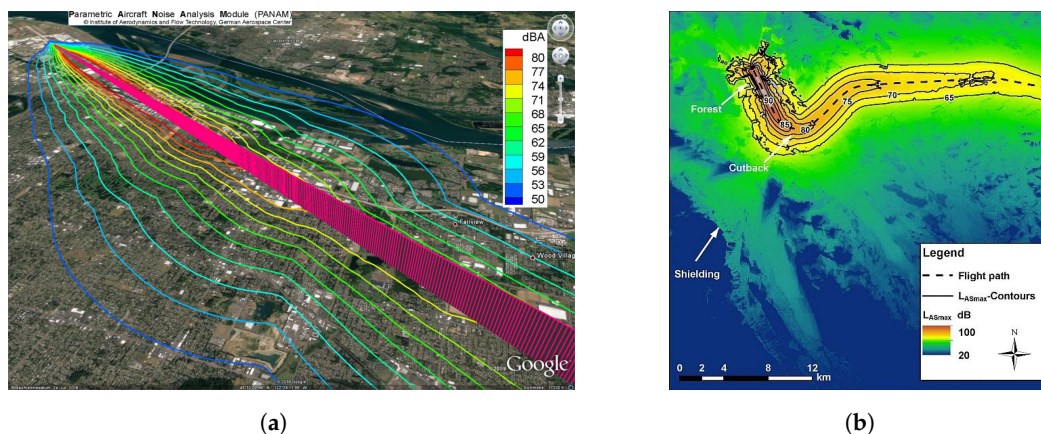 Parametric Aircraft Noise Analysis Module (PANAM)
© Institute of Aerodynamics and Flow Technology, German Aerospace Center
dBA
80
77
74
71
68
65
62
59
56
53
50
Fairview
Wood Village
Google
(a)
Forest
90
85
80
75
70
65
Cutback
Shielding
Legend
Flight path
LASmax-Contours
LASmax dB
100
20
N
0 2 4 8 12
km
(b)